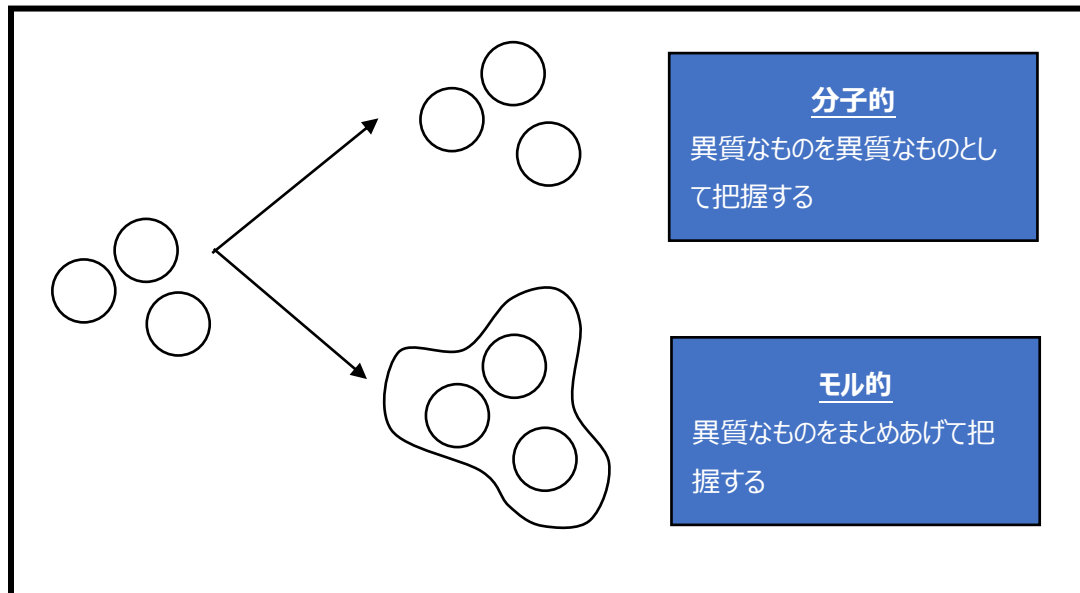 分子的
異質なものを異質なものとし
て把握する
モル的
異質なものをまとめあげて把
握する